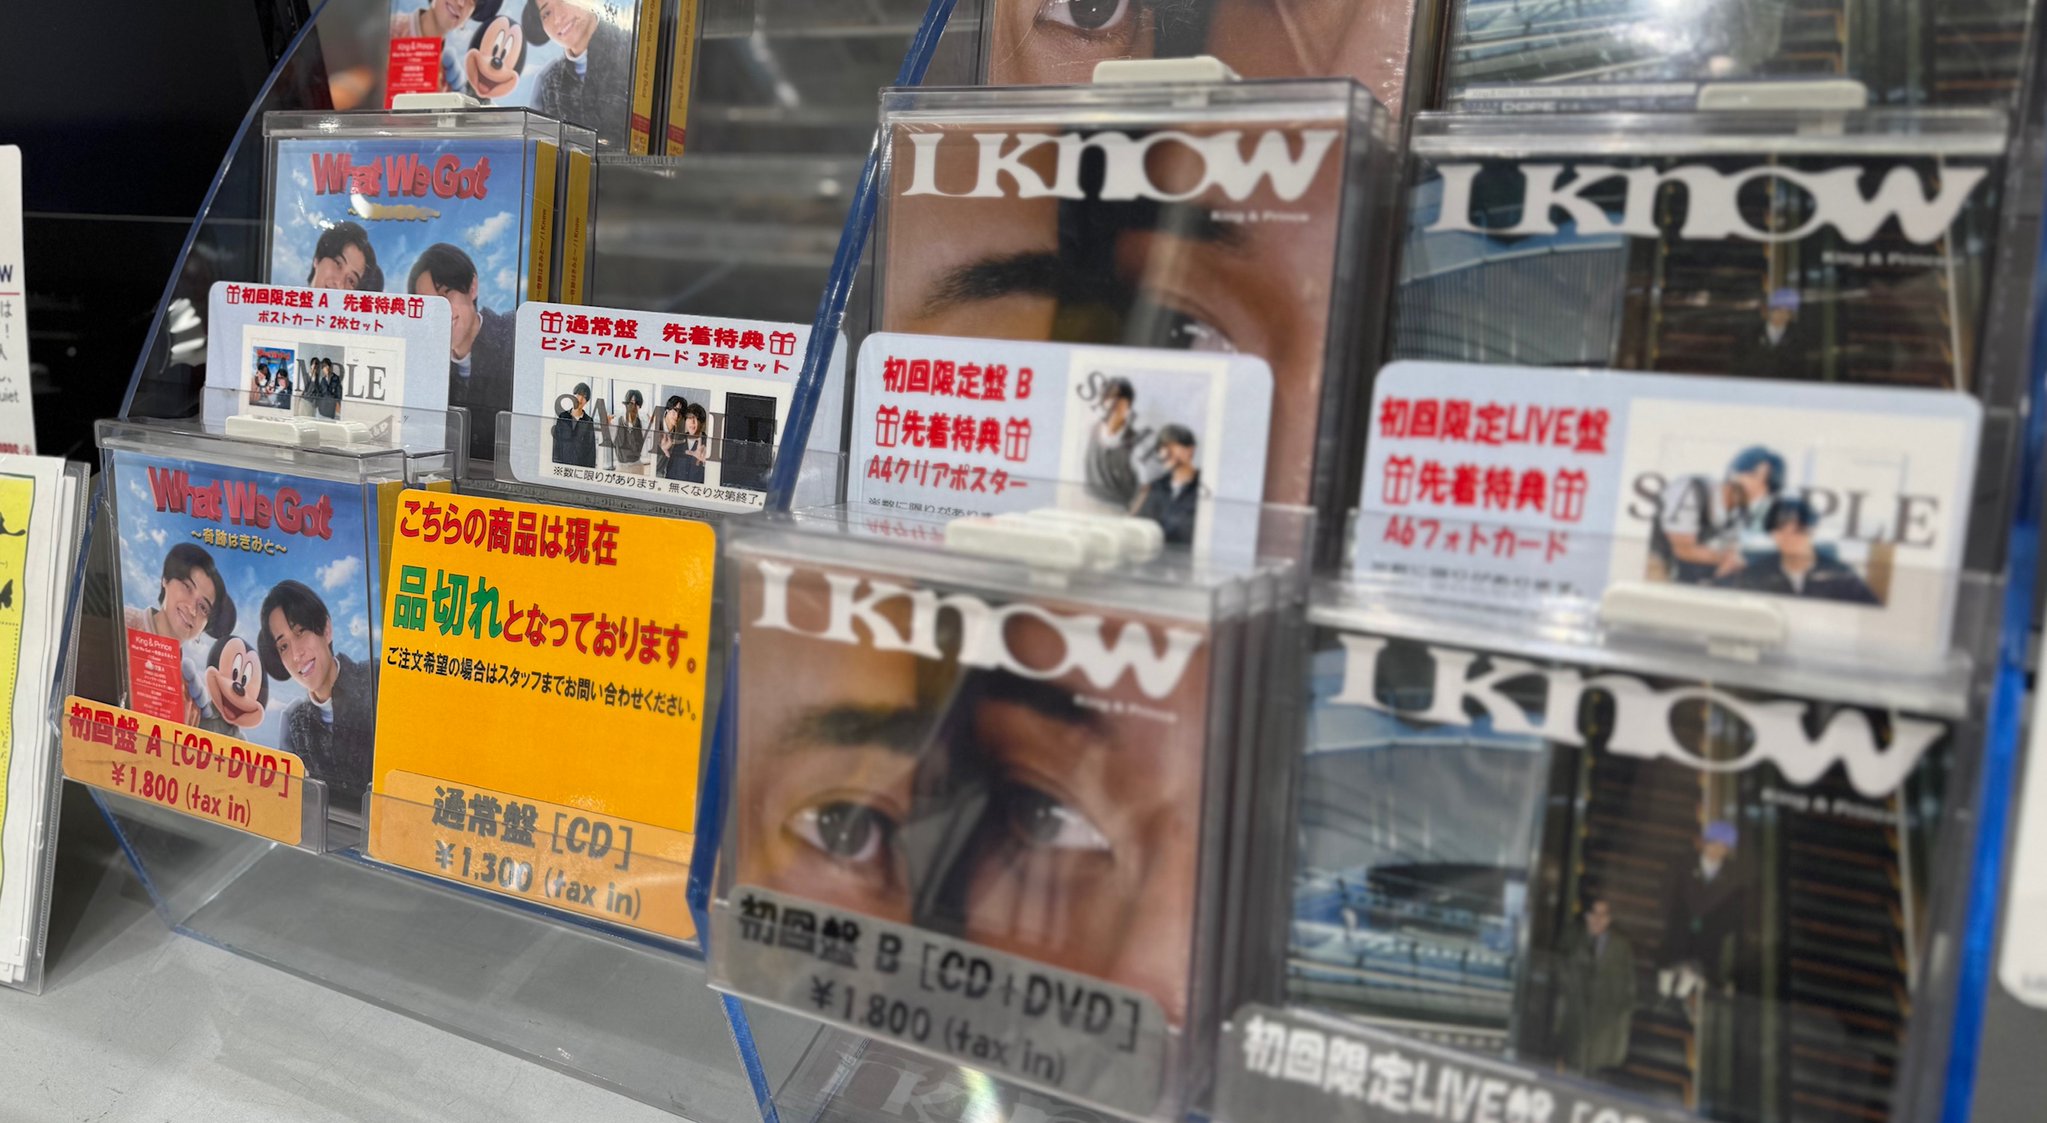 King & Prince
DOPE
What We Got
初回限定盤 A 先着特典
ポストカード 2枚セット
通常盤 先着特典
ビジュアルカード 3種セット
SAMPLE
※数に限りがあります。無くなり次第終了。
I KNOW
King & Prince
初回限定盤 B
先着特典
A4クリアポスター
※数に限りがあ
I KNOW
King & Prince
初回限定LIVE盤
先着特典
A6フォトカード
SAMPLE
What We Got
~奇跡はきみと~
King & Prince
初回盤 A [CD+DVD]
¥1,800 (tax in)
こちらの商品は現在
品切れとなっております。
ご注文希望の場合はスタッフまでお問い合わせください。
通常盤 [CD]
¥1,300 (tax in)
I KNOW
King & Prince
初回盤 B [CD+DVD]
¥1,800 (tax in)
I KNOW
King & Prince
初回限定LIVE盤